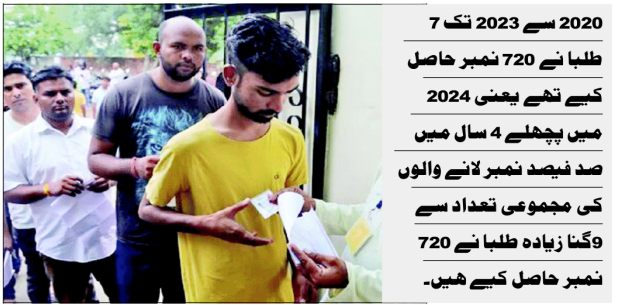 2020 سے 2023 تک 7
طلبا نے 720 نمبر حاصل
کیے تھے یعنی 2024
میں پچھلے 4 سال میں
صد فیصد نمبر لانے والوں
کی مجموعی تعداد سے
9گنا زیادہ طلبا نے 720
نمبر حاصل کیے ھیں۔